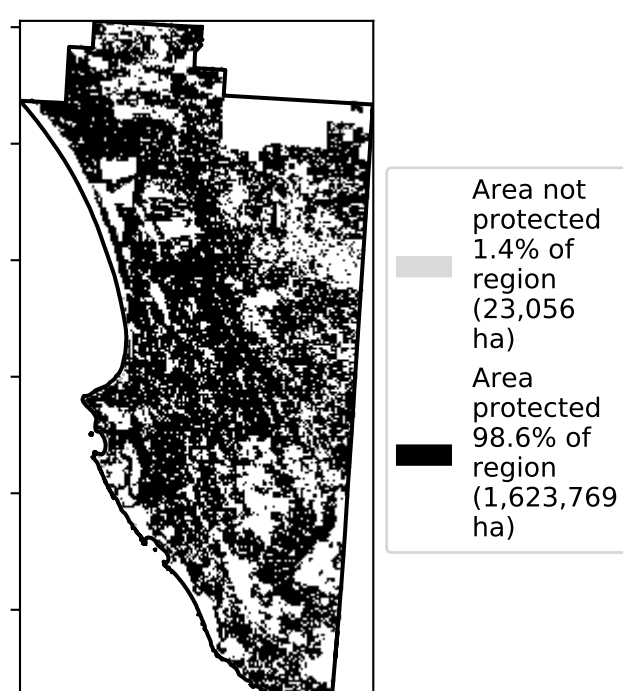 Area not
protected
1.4% of
region
(23,056
ha)
Area
protected
98.6% of
region
(1,623,769
ha)